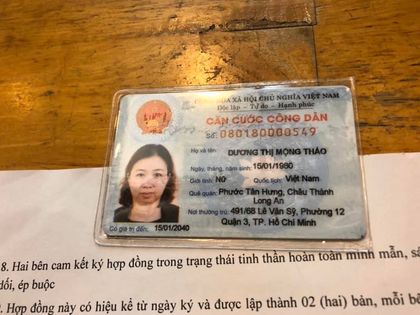 HÒA XÃ HỘI CHỦ NGHĨA VIỆT NAM
Độc lập - Tự do - Hạnh phúc
CĂN CƯỚC CÔNG DÂN
Số: 080180000549
Họ và tên:
DƯƠNG THỊ MỘNG THẢO
Ngày, tháng, năm sinh: 15/01/1980
Giới tính: Nữ Quốc tịch: Việt Nam
Quê quán: Phước Tân Hưng, Châu Thành
Long An
Nơi thường trú: 491/68 Lê Văn Sỹ, Phường 12
Quận 3, TP. Hồ Chí Minh
Có giá trị đến: 15/01/2040
8. Hai bên cam kết ký hợp đồng trong trạng thái tinh thần hoàn toàn minh mẫn,
dối, ép buộc
. Hợp đồng này có hiệu kể từ ngày ký và được lập thành 02 (hai) bản, mỗi